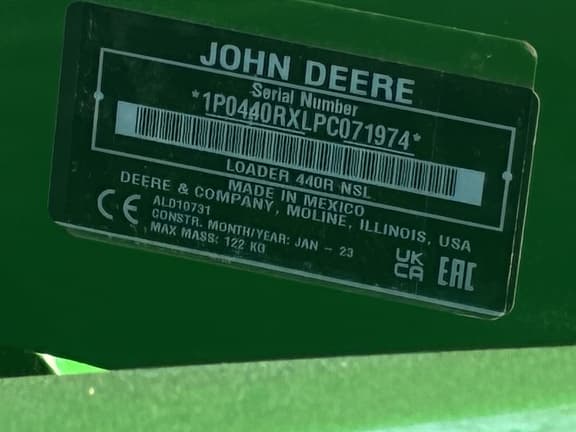 JOHN DEERE
Serial Number
*1P0440RXLPC071974*
LOADER 440R NSL
MADE IN MEXICO
DEERE & COMPANY, MOLINE, ILLINOIS, USA
CE
ALD10731
CONSTR. MONTH/YEAR: JAN - 23
MAX MASS: 122 KG
UK
CA
EAC